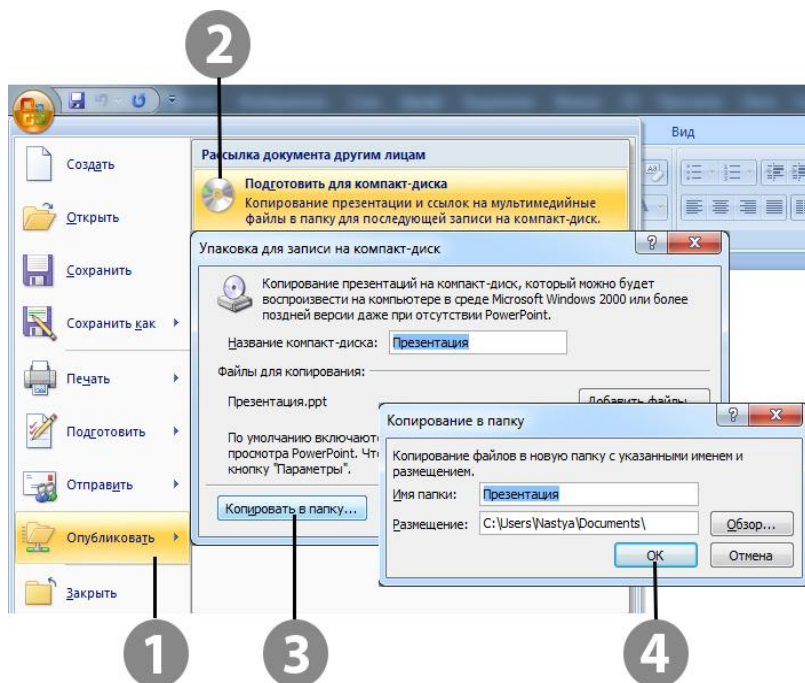 2
Вид
Создать
Открыть
Сохранить
Сохранить как
Печать
Подготовить
Отправить
Опубликовать
Закрыть
Рассылка документа другим лицам
Подготовить для компакт-диска
Копирование презентации и ссылок на мультимедийные
файлы в папку для последующей записи на компакт-диск.
Упаковка для записи на компакт-диск
Копирование презентаций на компакт-диск, который можно будет
воспроизвести на компьютере в среде Microsoft Windows 2000 или более
поздней версии даже при отсутствии PowerPoint.
Название компакт-диска: Презентация
Файлы для копирования:
Презентация.ppt
Добавить файлы...
По умолчанию включают
просмотра PowerPoint.
кнопку "Параметры".
Копировать в папку...
Копирование в папку
Копирование файлов в новую папку с указанными именем и
размещением.
Имя папки: Презентация
Размещение: C:\Users\Nastya\Documents\ Обзор...
OK Отмена
1
3
4